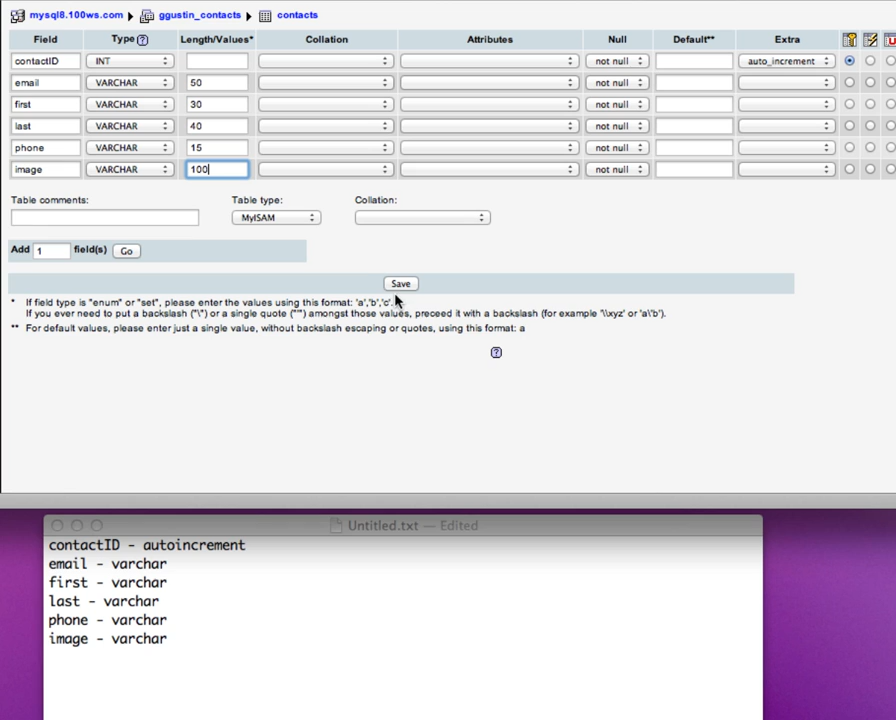 mysql8.100ws.com ▸ ggustin_contacts ▸ contacts
Field Type Length/Values* Collation Attributes Null Default** Extra
contactID INT not null auto_increment
email VARCHAR 50 not null
first VARCHAR 30 not null
last VARCHAR 40 not null
phone VARCHAR 15 not null
image VARCHAR 100 not null
Table comments: Table type: Collation:
MyISAM
Add 1 field(s) Go
Save
* If field type is "enum" or "set", please enter the values using this format: 'a','b','c'.
If you ever need to put a backslash ("\") or a single quote ("'") amongst those values, preceed it with a backslash (for example '\\xyz' or 'a\'b').
** For default values, please enter just a single value, without backslash escaping or quotes, using this format: a
Untitled.txt — Edited
contactID - autoincrement
email - varchar
first - varchar
last - varchar
phone - varchar
image - varchar